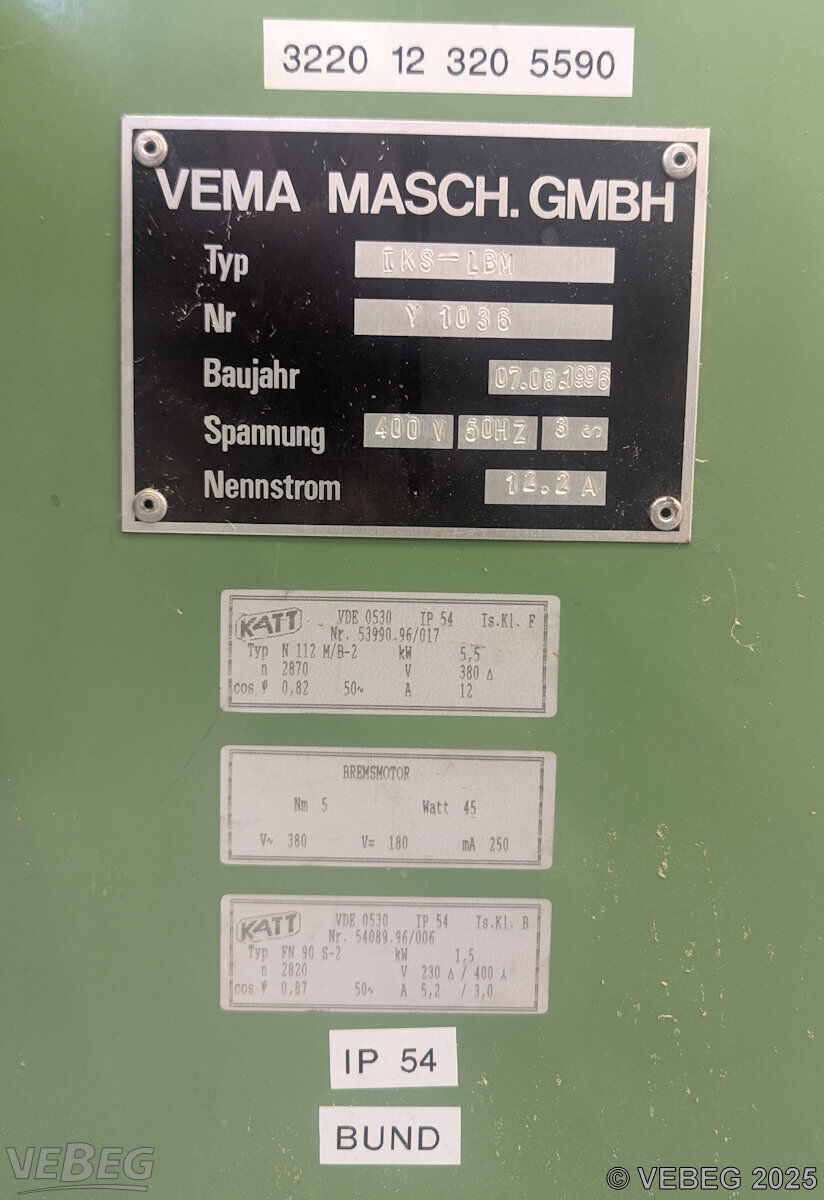 3220 12 320 5590
VEMA MASCH. GMBH
Typ IKS-LBM
Nr Y 1036
Baujahr 07.08.1996
Spannung 400 V 50HZ 3 ~
Nennstrom 12.2 A
KATT VDE 0530 IP 54 Is.Kl. F
Nr. 53990.96/017
Typ N 112 M/B-2 kW 5,5
n 2870 V 380 Δ
cos φ 0,82 50~ A 12
BREMSMOTOR
Nm 5 Watt 45
V~ 380 V= 180 mA 250
KATT VDE 0530 IP 54 Is.Kl. B
Nr. 54089.96/006
Typ FN 90 S-2 kW 1,5
n 2820 V 230 Δ / 400 ⅄
cos φ 0,87 50~ A 5,2 / 3,0
IP 54
BUND
VEBEG
© VEBEG 2025